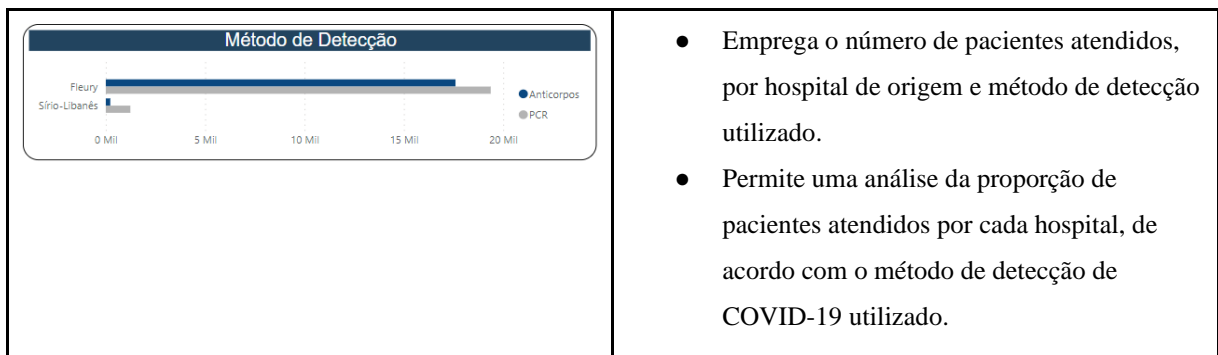 Método de Detecção
Fleury
Sírio-Libanês
Anticorpos
PCR
0 Mil 5 Mil 10 Mil 15 Mil 20 Mil
● Emprega o número de pacientes atendidos,
por hospital de origem e método de detecção
utilizado.
● Permite uma análise da proporção de
pacientes atendidos por cada hospital, de
acordo com o método de detecção de
COVID-19 utilizado.